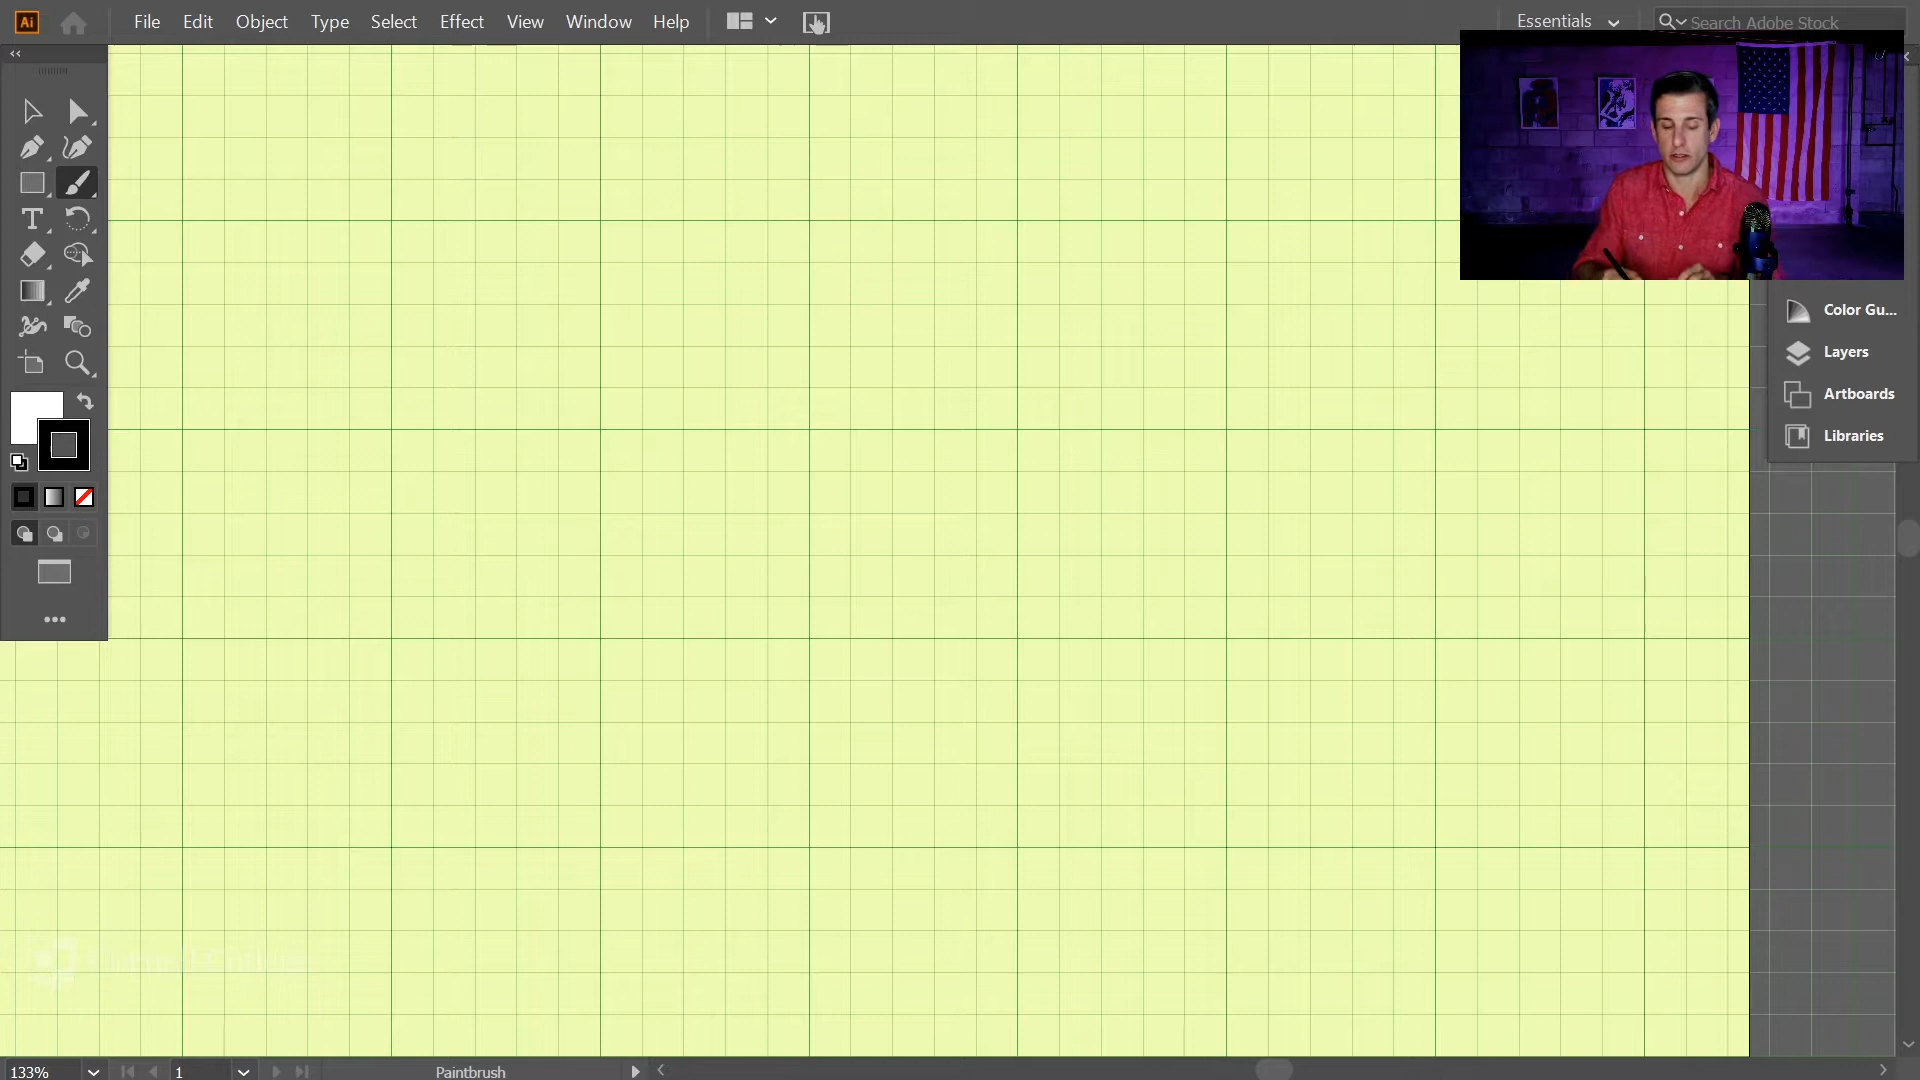 Ai File Edit Object Type Select Effect View Window Help Essentials Search Adobe Stock
T
Color Gu...
Layers
Artboards
Libraries
133% 1 Paintbrush